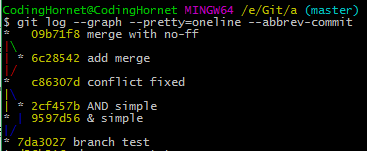 CodingHornet@CodingHornet MINGW64 /e/Git/a (master)
$ git log --graph --pretty=oneline --abbrev-commit
*   09b71f8 merge with no-ff
|\
| * 6c28542 add merge
|/
*   c86307d conflict fixed
|\
| * 2cf457b AND simple
* | 9597d56 & simple
|/
* 7da3027 branch test